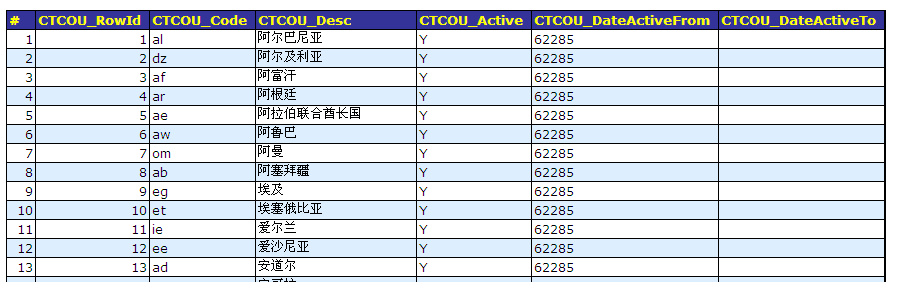 # CTCOU_RowId CTCOU_Code CTCOU_Desc CTCOU_Active CTCOU_DateActiveFrom CTCOU_DateActiveTo
1 1 al 阿尔巴尼亚 Y 62285
2 2 dz 阿尔及利亚 Y 62285
3 3 af 阿富汗 Y 62285
4 4 ar 阿根廷 Y 62285
5 5 ae 阿拉伯联合酋长国 Y 62285
6 6 aw 阿鲁巴 Y 62285
7 7 om 阿曼 Y 62285
8 8 ab 阿塞拜疆 Y 62285
9 9 eg 埃及 Y 62285
10 10 et 埃塞俄比亚 Y 62285
11 11 ie 爱尔兰 Y 62285
12 12 ee 爱沙尼亚 Y 62285
13 13 ad 安道尔 Y 62285